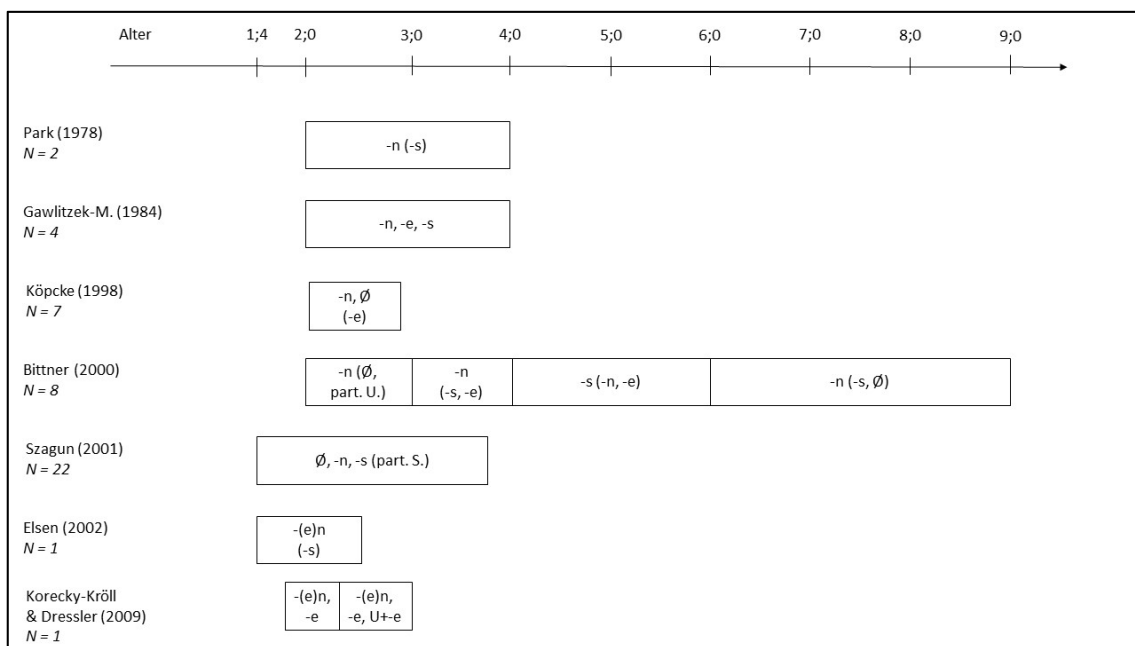 Alter 1;4 2;0 3;0 4;0 5;0 6;0 7;0 8;0 9;0
Park (1978)
N = 2
-n (-s)
Gawlitzek-M. (1984)
N = 4
-n, -e, -s
Köpcke (1998)
N = 7
-n, Ø
(-e)
Bittner (2000)
N = 8
-n (Ø,
part. U.)
-n
(-s, -e)
-s (-n, -e)
-n (-s, Ø)
Szagun (2001)
N = 22
Ø, -n, -s (part. S.)
Elsen (2002)
N = 1
-(e)n
(-s)
Korecky-Kröll
& Dressler (2009)
N = 1
-(e)n,
-e
-(e)n,
-e, U+-e